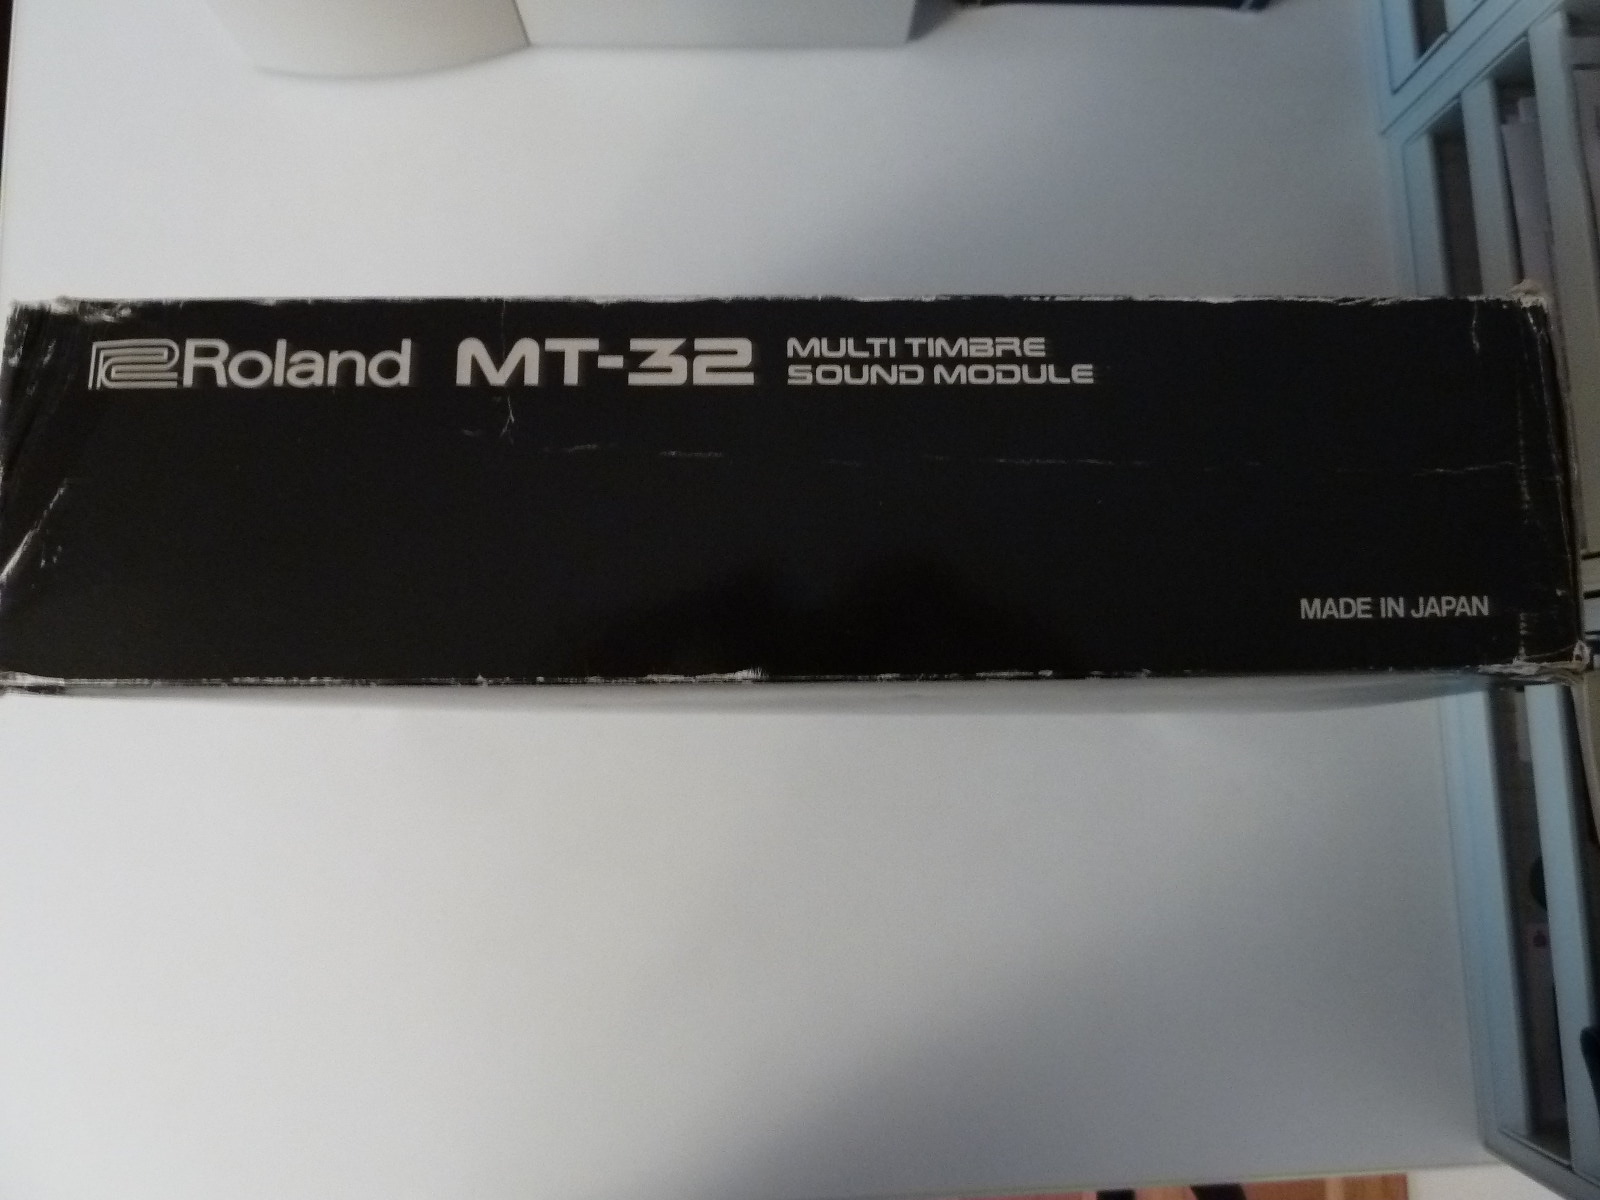 Roland MT-32 MULTI TIMBRE
SOUND MODULE
MADE IN JAPAN